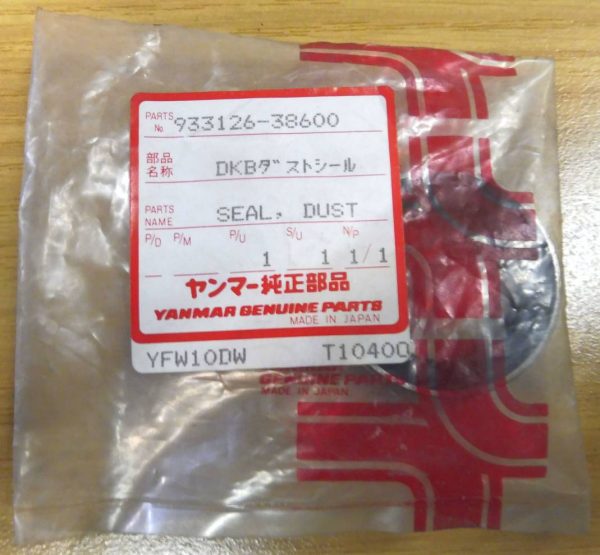 PARTS No 933126-38600
部品名称 DKBダストシール
PARTS NAME SEAL, DUST
P/D P/M P/U S/U N/P
1 1 1/1
ヤンマー純正部品
YANMAR GENUINE PARTS
MADE IN JAPAN
YFW10DW T10400
GENUINE PARTS
MADE IN JAPAN